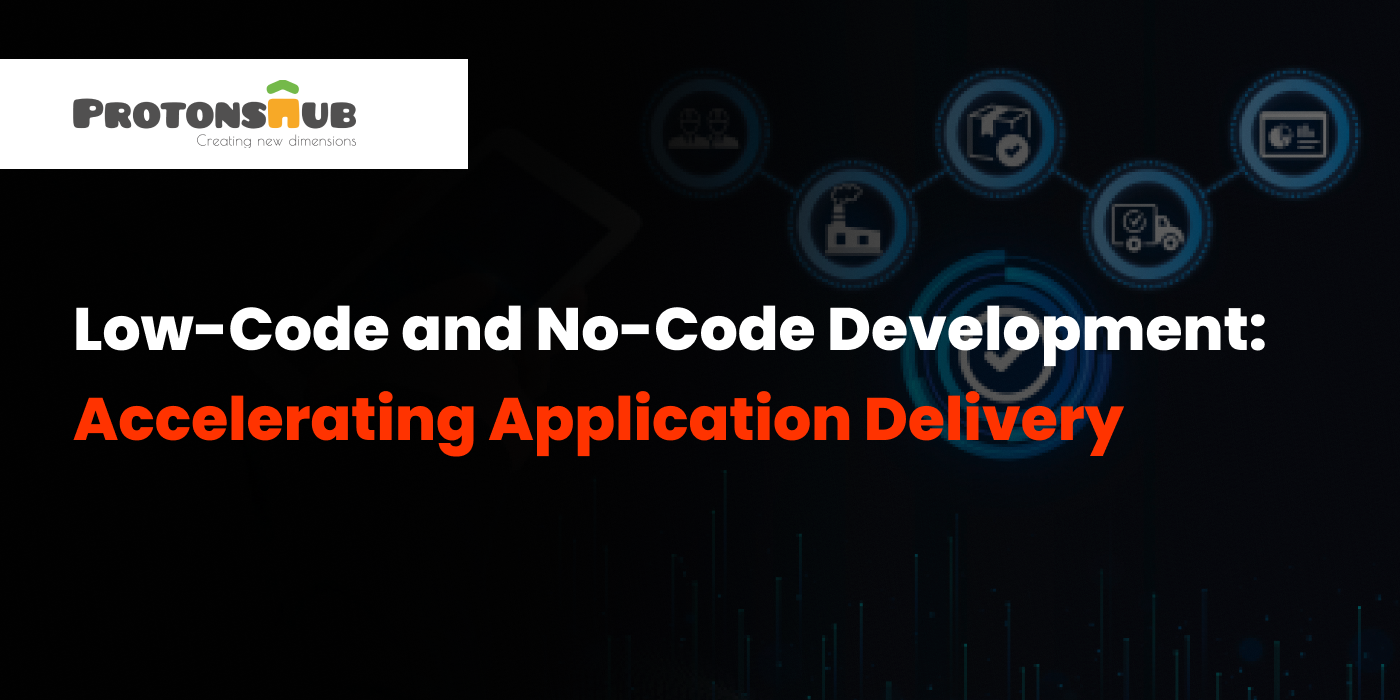 PROTONSHUB
Creating new dimensions
Low-Code and No-Code Development:
Accelerating Application Delivery